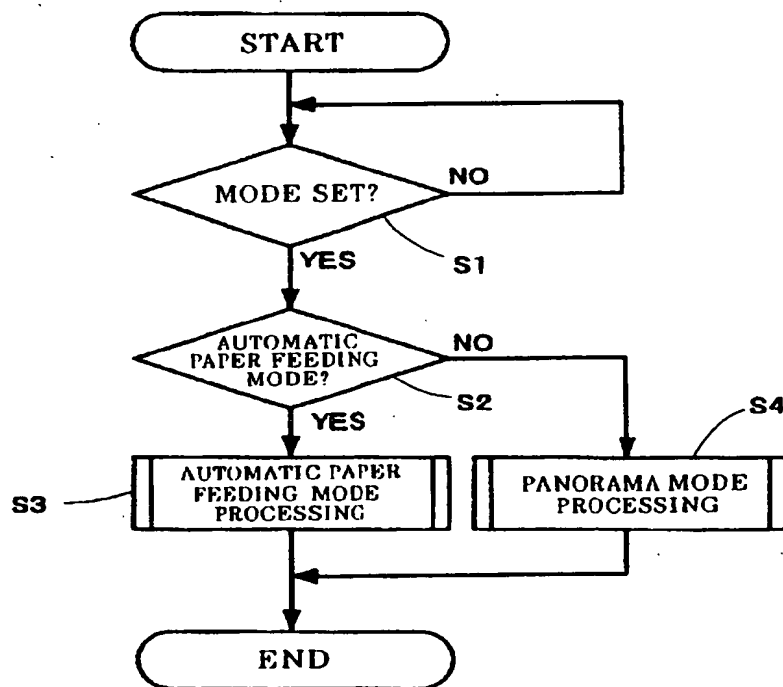 START
MODE SET?
NO
S1
YES
AUTOMATIC
PAPER FEEDING
MODE?
NO
S2
YES
S4
S3
AUTOMATIC PAPER
FEEDING MODE
PROCESSING
PANORAMA MODE
PROCESSING
END